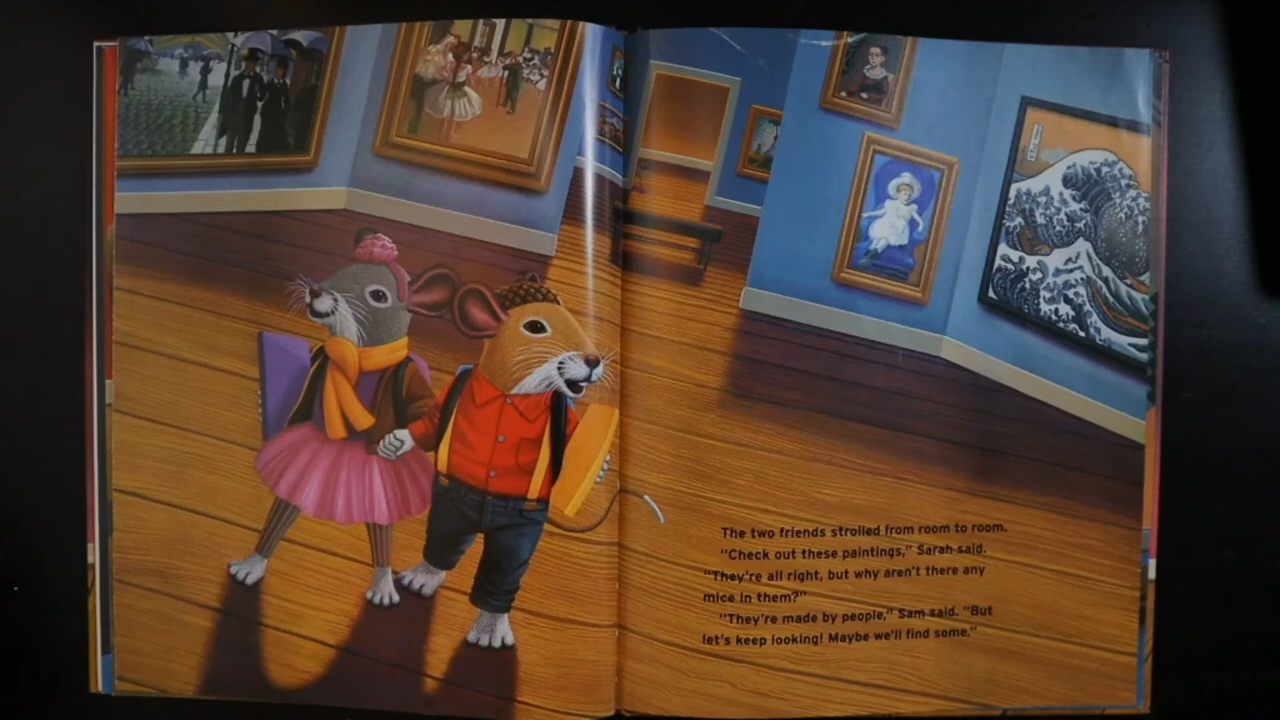 The two friends strolled from room to room.
"Check out these paintings," Sarah said.
"They're all right, but why aren't there any
mice in them?"
"They're made by people," Sam said. "But
let's keep looking! Maybe we'll find some."